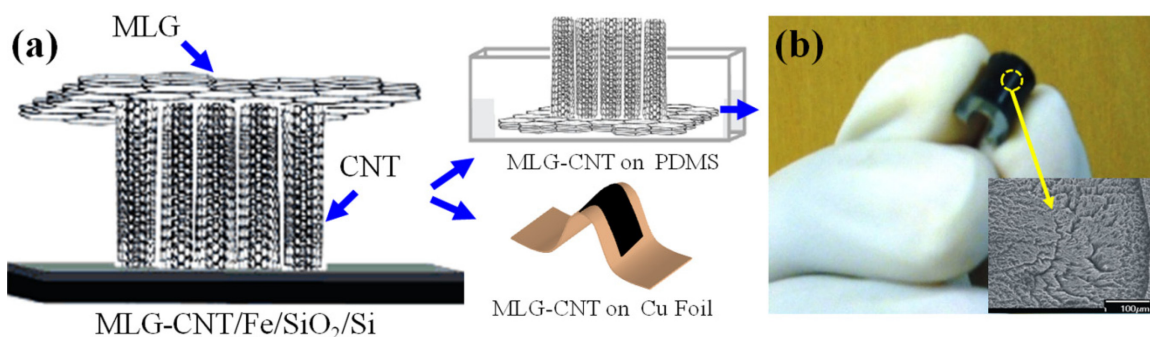 (a)
MLG
CNT
MLG-CNT/Fe/SiO₂/Si
MLG-CNT on PDMS
MLG-CNT on Cu Foil
(b)
100μm